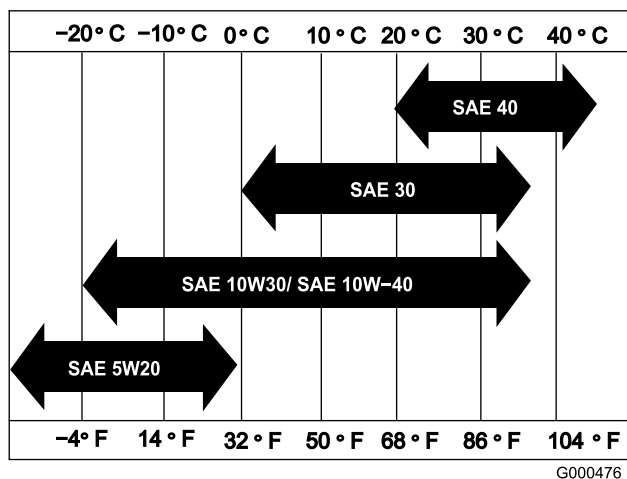 −20° C −10° C 0° C 10° C 20° C 30° C 40° C
SAE 40
SAE 30
SAE 10W30/ SAE 10W−40
SAE 5W20
−4° F 14° F 32 ° F 50 ° F 68 ° F 86 ° F 104 ° F
G000476